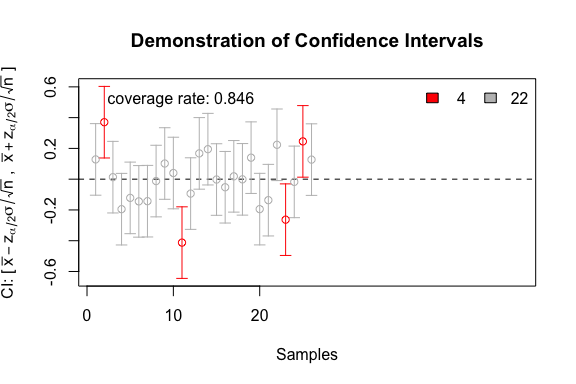 Demonstration of Confidence Intervals
CI: [ x̅ − zα/2σ/√n , x̅ + zα/2σ/√n ]
0.6
0.2
-0.2
-0.6
coverage rate: 0.846
4
22
0
10
20
Samples